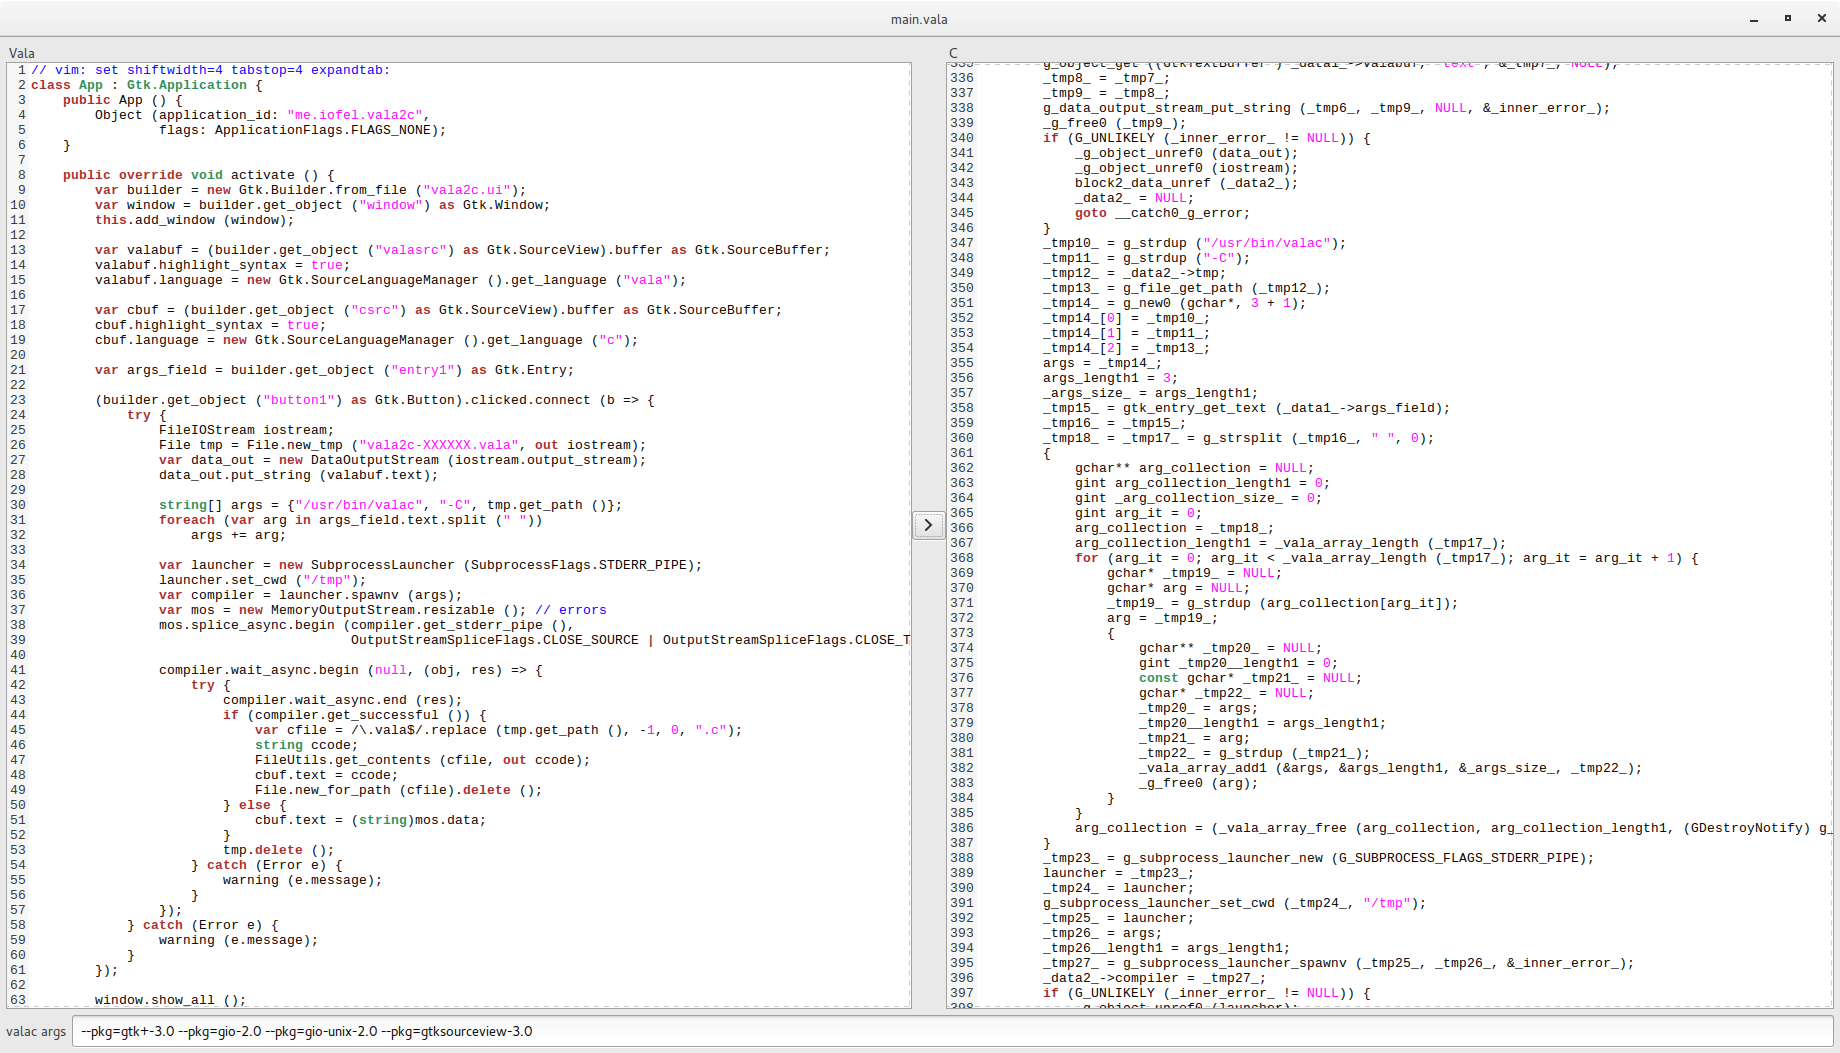 main.vala
Vala
1 // vim: set shiftwidth=4 tabstop=4 expandtab:
2 class App : Gtk.Application {
3     public App () {
4         Object (application_id: "me.iofel.vala2c",
5                 flags: ApplicationFlags.FLAGS_NONE);
6     }
7
8     public override void activate () {
9         var builder = new Gtk.Builder.from_file ("vala2c.ui");
10         var window = builder.get_object ("window") as Gtk.Window;
11         this.add_window (window);
12
13         var valabuf = (builder.get_object ("valasrc") as Gtk.SourceView).buffer as Gtk.SourceBuffer;
14         valabuf.highlight_syntax = true;
15         valabuf.language = new Gtk.SourceLanguageManager ().get_language ("vala");
16
17         var cbuf = (builder.get_object ("csrc") as Gtk.SourceView).buffer as Gtk.SourceBuffer;
18         cbuf.highlight_syntax = true;
19         cbuf.language = new Gtk.SourceLanguageManager ().get_language ("c");
20
21         var args_field = builder.get_object ("entry1") as Gtk.Entry;
22
23         (builder.get_object ("button1") as Gtk.Button).clicked.connect (b => {
24             try {
25                 FileIOStream iostream;
26                 File tmp = File.new_tmp ("vala2c-XXXXXX.vala", out iostream);
27                 var data_out = new DataOutputStream (iostream.output_stream);
28                 data_out.put_string (valabuf.text);
29
30                 string[] args = {"/usr/bin/valac", "-C", tmp.get_path ()};
31                 foreach (var arg in args_field.text.split (" "))
32                     args += arg;
33
34                 var launcher = new SubprocessLauncher (SubprocessFlags.STDERR_PIPE);
35                 launcher.set_cwd ("/tmp");
36                 var compiler = launcher.spawnv (args);
37                 var mos = new MemoryOutputStream.resizable (); // errors
38                 mos.splice_async.begin (compiler.get_stderr_pipe (),
39                                         OutputStreamSpliceFlags.CLOSE_SOURCE | OutputStreamSpliceFlags.CLOSE_T
40
41                 compiler.wait_async.begin (null, (obj, res) => {
42                     try {
43                         compiler.wait_async.end (res);
44                         if (compiler.get_successful ()) {
45                             var cfile = /\.vala$/.replace (tmp.get_path (), -1, 0, ".c");
46                             string ccode;
47                             FileUtils.get_contents (cfile, out ccode);
48                             cbuf.text = ccode;
49                             File.new_for_path (cfile).delete ();
50                         } else {
51                             cbuf.text = (string)mos.data;
52                         }
53                         tmp.delete ();
54                     } catch (Error e) {
55                         warning (e.message);
56                     }
57                 });
58             } catch (Error e) {
59                 warning (e.message);
60             }
61         });
62
63         window.show_all ();
C
335         g_object_get ((GtkTextBuffer*) _data1_->valabuf, "text", &_tmp7_, NULL);
336         _tmp8_ = _tmp7_;
337         _tmp9_ = _tmp8_;
338         g_data_output_stream_put_string (_tmp6_, _tmp9_, NULL, &_inner_error_);
339         _g_free0 (_tmp9_);
340         if (G_UNLIKELY (_inner_error_ != NULL)) {
341             _g_object_unref0 (data_out);
342             _g_object_unref0 (iostream);
343             block2_data_unref (_data2_);
344             _data2_ = NULL;
345             goto __catch0_g_error;
346         }
347         _tmp10_ = g_strdup ("/usr/bin/valac");
348         _tmp11_ = g_strdup ("-C");
349         _tmp12_ = _data2_->tmp;
350         _tmp13_ = g_file_get_path (_tmp12_);
351         _tmp14_ = g_new0 (gchar*, 3 + 1);
352         _tmp14_[0] = _tmp10_;
353         _tmp14_[1] = _tmp11_;
354         _tmp14_[2] = _tmp13_;
355         args = _tmp14_;
356         args_length1 = 3;
357         _args_size_ = args_length1;
358         _tmp15_ = gtk_entry_get_text (_data1_->args_field);
359         _tmp16_ = _tmp15_;
360         _tmp18_ = _tmp17_ = g_strsplit (_tmp16_, " ", 0);
361         {
362             gchar** arg_collection = NULL;
363             gint arg_collection_length1 = 0;
364             gint _arg_collection_size_ = 0;
365             gint arg_it = 0;
366             arg_collection = _tmp18_;
367             arg_collection_length1 = _vala_array_length (_tmp17_);
368             for (arg_it = 0; arg_it < _vala_array_length (_tmp17_); arg_it = arg_it + 1) {
369                 gchar* _tmp19_ = NULL;
370                 gchar* arg = NULL;
371                 _tmp19_ = g_strdup (arg_collection[arg_it]);
372                 arg = _tmp19_;
373                 {
374                     gchar** _tmp20_ = NULL;
375                     gint _tmp20__length1 = 0;
376                     const gchar* _tmp21_ = NULL;
377                     gchar* _tmp22_ = NULL;
378                     _tmp20_ = args;
379                     _tmp20__length1 = args_length1;
380                     _tmp21_ = arg;
381                     _tmp22_ = g_strdup (_tmp21_);
382                     _vala_array_add1 (&args, &args_length1, &_args_size_, _tmp22_);
383                     _g_free0 (arg);
384                 }
385             }
386             arg_collection = (_vala_array_free (arg_collection, arg_collection_length1, (GDestroyNotify) g_
387         }
388         _tmp23_ = g_subprocess_launcher_new (G_SUBPROCESS_FLAGS_STDERR_PIPE);
389         launcher = _tmp23_;
390         _tmp24_ = launcher;
391         g_subprocess_launcher_set_cwd (_tmp24_, "/tmp");
392         _tmp25_ = launcher;
393         _tmp26_ = args;
394         _tmp26__length1 = args_length1;
395         _tmp27_ = g_subprocess_launcher_spawnv (_tmp25_, _tmp26_, &_inner_error_);
396         _data2_->compiler = _tmp27_;
397         if (G_UNLIKELY (_inner_error_ != NULL)) {
398             _g_object_unref0 (launcher);
valac args --pkg=gtk+-3.0 --pkg=gio-2.0 --pkg=gio-unix-2.0 --pkg=gtksourceview-3.0